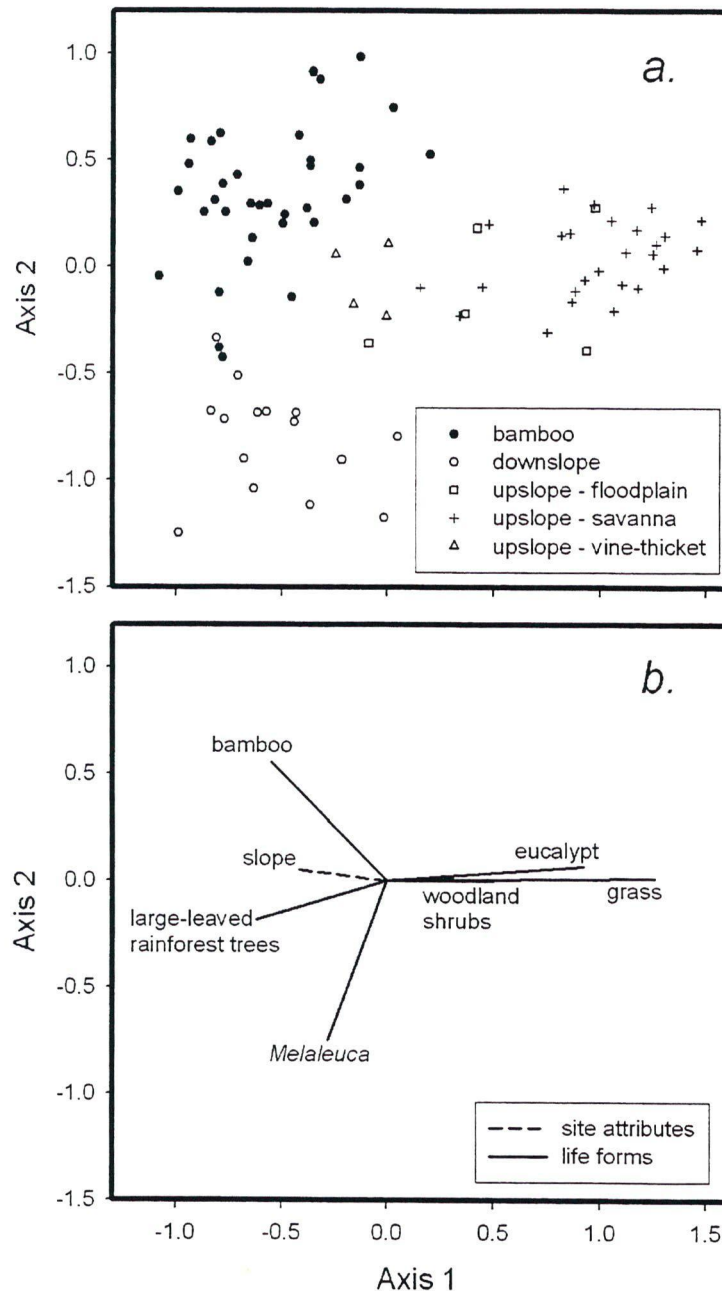 a.
1.0
0.5
0.0
-0.5
-1.0
-1.5
Axis 2
bamboo
downslope
upslope - floodplain
upslope - savanna
upslope - vine-thicket
b.
1.0
0.5
0.0
-0.5
-1.0
-1.5
Axis 2
bamboo
slope
large-leaved
rainforest trees
Melaleuca
eucalypt
woodland
shrubs
grass
site attributes
life forms
-1.0 -0.5 0.0 0.5 1.0 1.5
Axis 1